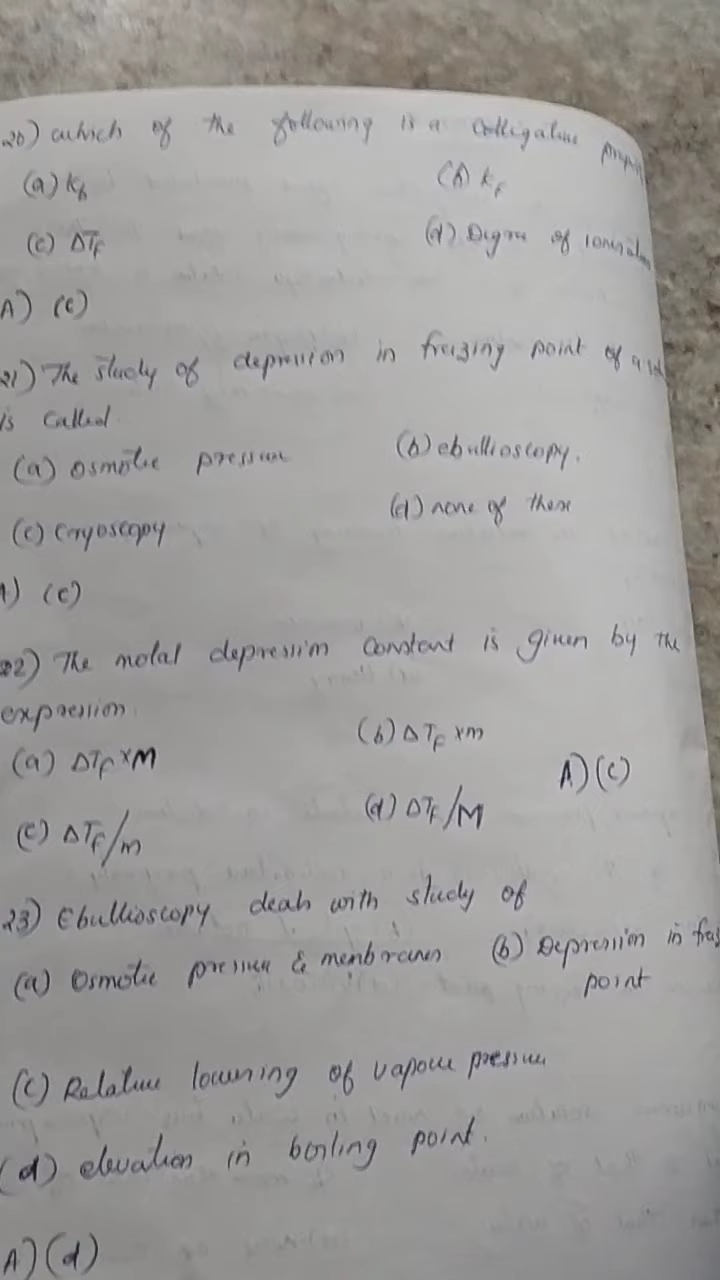 20) which of the following is a colligative
(a) Kb (b) Kf
(c) ΔTf (d) Degree of
A) (c)
21) The study of depression in freezing point of a
is called
(a) osmotic pressure (b) ebullioscopy.
(c) cryoscopy (d) none of these
A) (c)
22) The molal depression constant is given by the
expression
(a) ΔTf × M (b) ΔTf × m
(c) ΔTf/m (d) ΔTf/M A) (C)
23) Ebullioscopy deals with study of
(a) Osmotic pressure & menbranes (b) Depression in
point
(c) Relative lowering of vapour pressure
(d) elevation in boiling point.
A) (d)